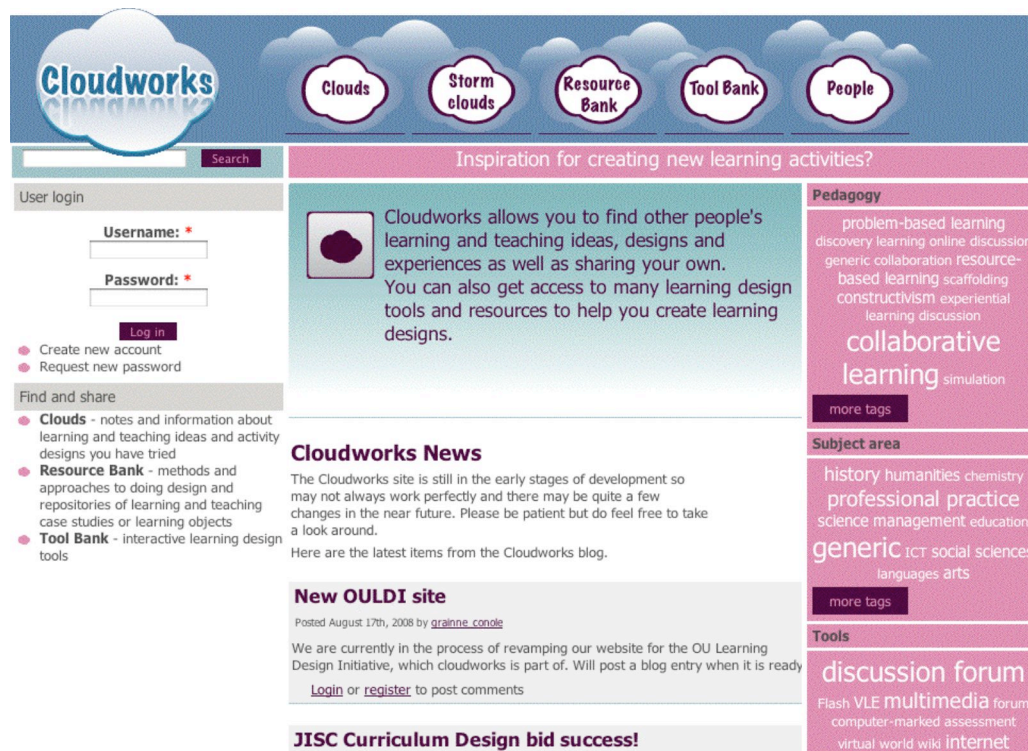 Cloudworks
Clouds
Storm
clouds
Resource
Bank
Tool Bank
People
Search
Inspiration for creating new learning activities?
User login
Username: *
Password: *
Log in
Create new account
Request new password
Find and share
Clouds - notes and information about
learning and teaching ideas and activity
designs you have tried
Resource Bank - methods and
approaches to doing design and
repositories of learning and teaching
case studies or learning objects
Tool Bank - interactive learning design
tools
Cloudworks allows you to find other people's
learning and teaching ideas, designs and
experiences as well as sharing your own.
You can also get access to many learning design
tools and resources to help you create learning
designs.
Cloudworks News
The Cloudworks site is still in the early stages of development so
may not always work perfectly and there may be quite a few
changes in the near future. Please be patient but do feel free to take
a look around.
Here are the latest items from the Cloudworks blog.
New OULDI site
Posted August 17th, 2008 by grainne_conole
We are currently in the process of revamping our website for the OU Learning
Design Initiative, which cloudworks is part of. Will post a blog entry when it is ready
Login or register to post comments
JISC Curriculum Design bid success!
Pedagogy
problem-based learning
discovery learning online discussion
generic collaboration resource-
based learning scaffolding
constructivism experiential
learning discussion
collaborative
learning simulation
more tags
Subject area
history humanities chemistry
professional practice
science management education
generic ICT social sciences
languages arts
more tags
Tools
discussion forum
Flash VLE multimedia forum
computer-marked assessment
virtual world wiki internet